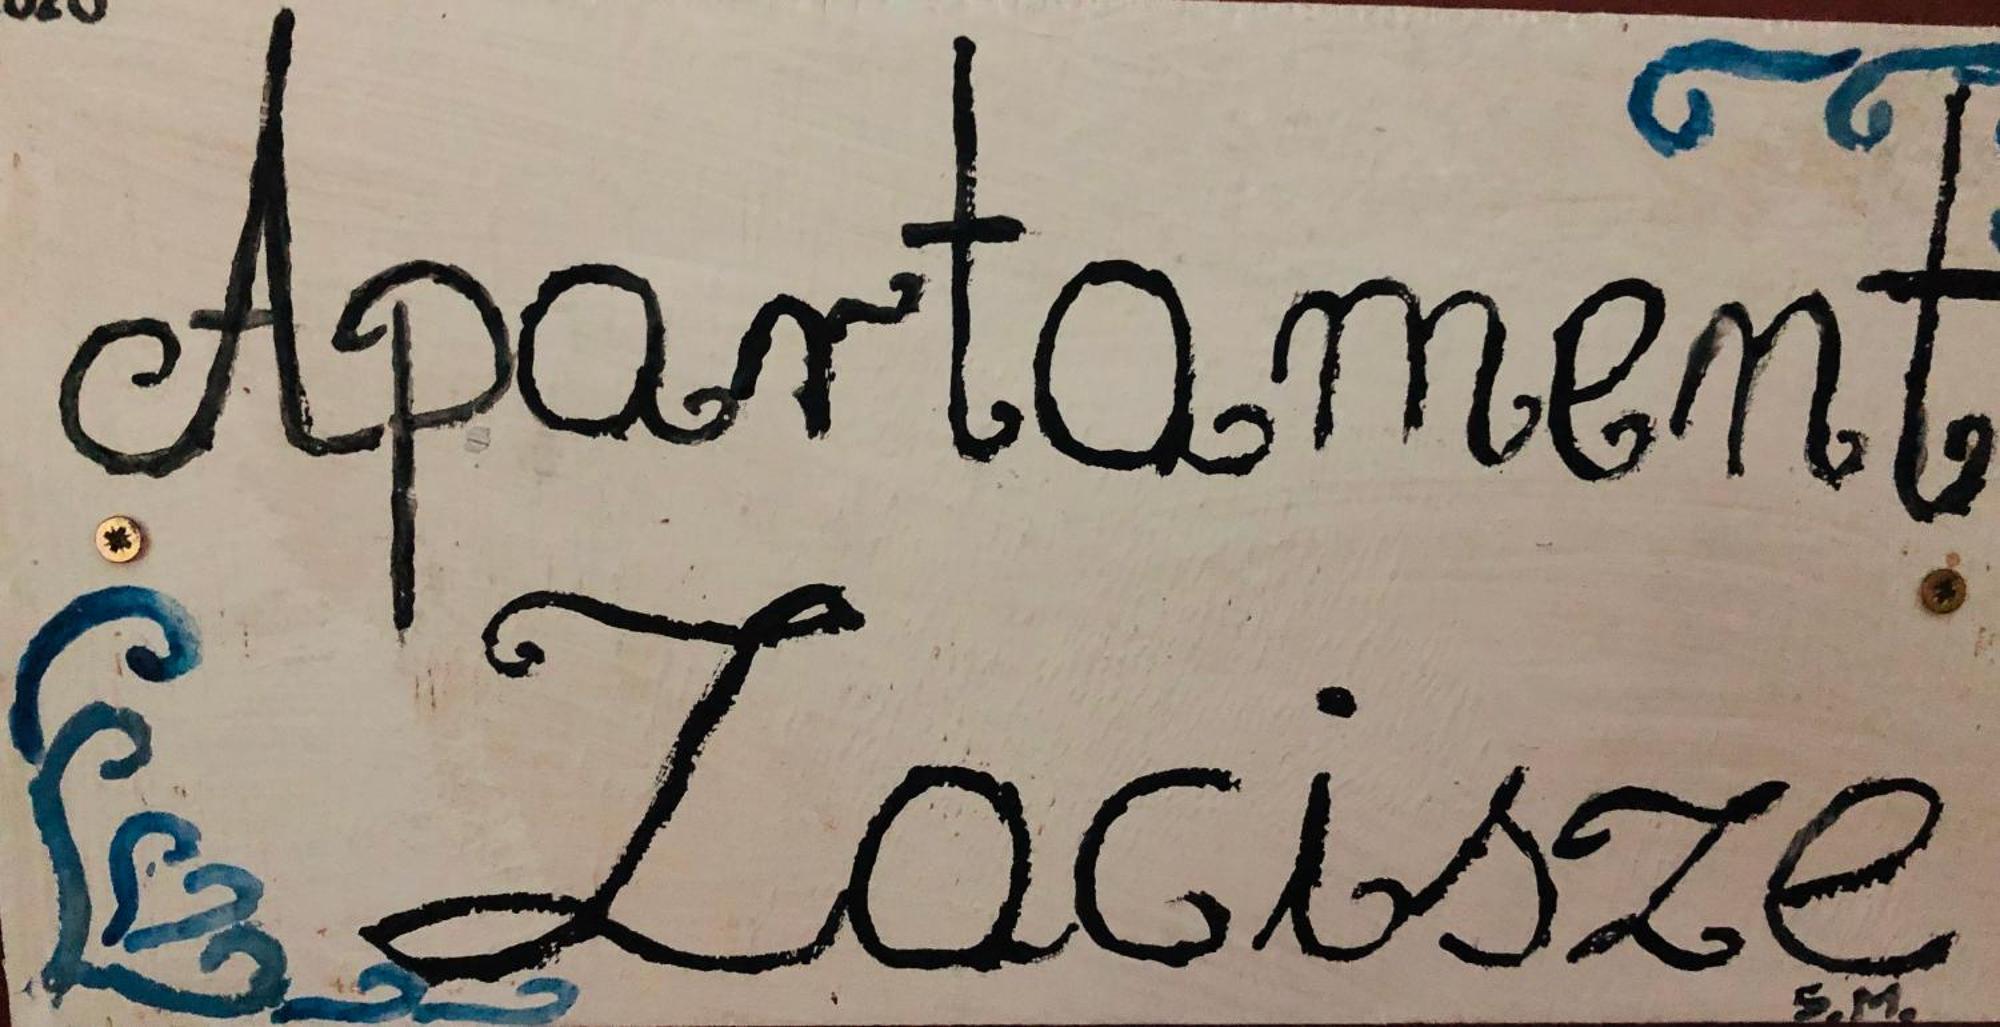 Apartament
Zacisze
S.M.